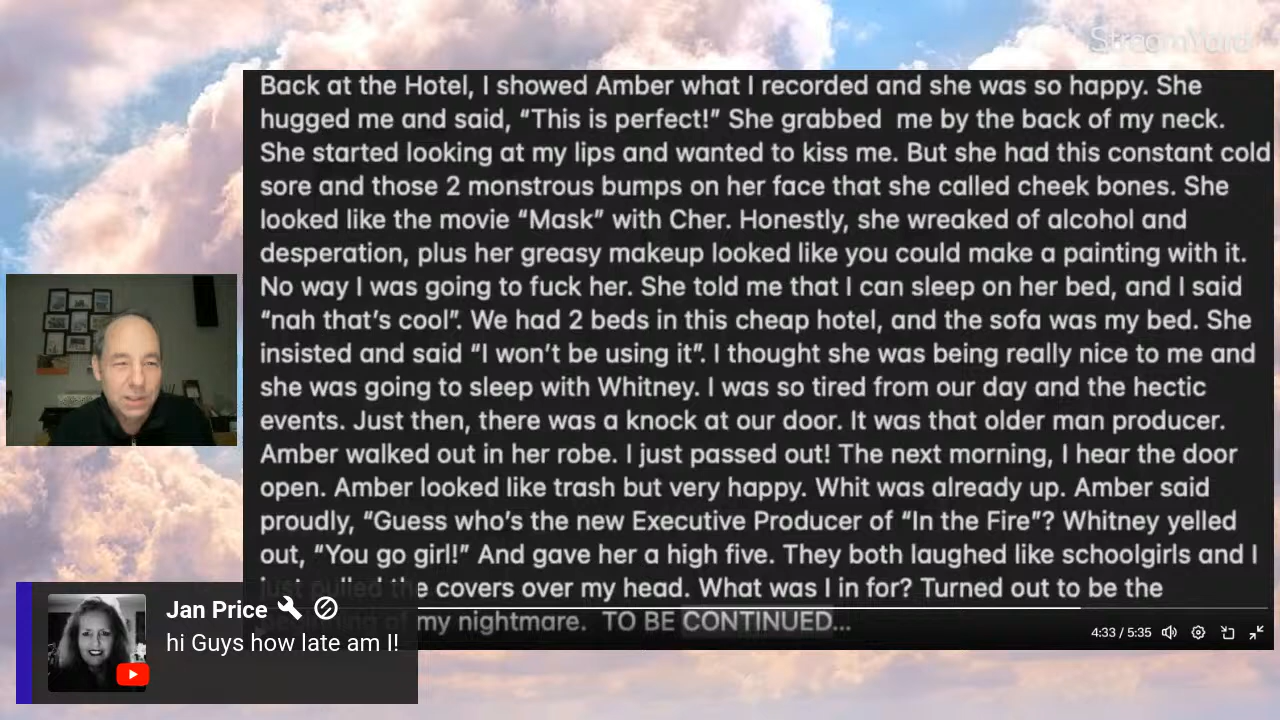 StreamYard
Back at the Hotel, I showed Amber what I recorded and she was so happy. She
hugged me and said, “This is perfect!” She grabbed  me by the back of my neck.
She started looking at my lips and wanted to kiss me. But she had this constant cold
sore and those 2 monstrous bumps on her face that she called cheek bones. She
looked like the movie “Mask” with Cher. Honestly, she wreaked of alcohol and
desperation, plus her greasy makeup looked like you could make a painting with it.
No way I was going to fuck her. She told me that I can sleep on her bed, and I said
“nah that’s cool”. We had 2 beds in this cheap hotel, and the sofa was my bed. She
insisted and said “I won’t be using it”. I thought she was being really nice to me and
she was going to sleep with Whitney. I was so tired from our day and the hectic
events. Just then, there was a knock at our door. It was that older man producer.
Amber walked out in her robe. I just passed out! The next morning, I hear the door
open. Amber looked like trash but very happy. Whit was already up. Amber said
proudly, “Guess who’s the new Executive Producer of “In the Fire”? Whitney yelled
out, “You go girl!” And gave her a high five. They both laughed like schoolgirls and I
just pulled the covers over my head. What was I in for? Turned out to be the
my nightmare.  TO BE CONTINUED...
4:33 / 5:35
Jan Price
hi Guys how late am I!